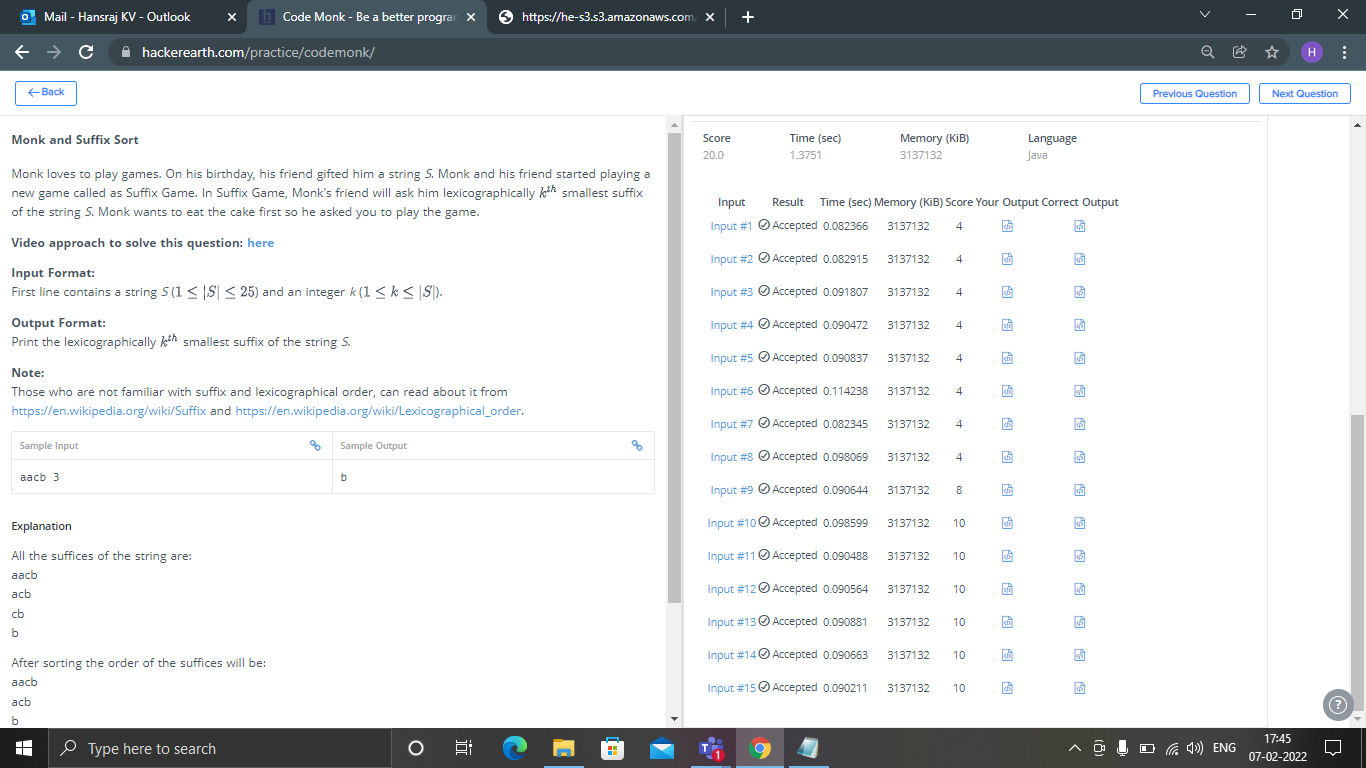 Mail - Hansraj KV - Outlook
Code Monk - Be a better program
https://he-s3.s3.amazonaws.com
hackerearth.com/practice/codemonk/
H
Back
Previous Question
Next Question
Monk and Suffix Sort
Monk loves to play games. On his birthday, his friend gifted him a string S. Monk and his friend started playing a
new game called as Suffix Game. In Suffix Game, Monk's friend will ask him lexicographically kth smallest suffix
of the string S. Monk wants to eat the cake first so he asked you to play the game.
Video approach to solve this question: here
Input Format:
First line contains a string S (1 ≤ |S| ≤ 25) and an integer k (1 ≤ k ≤ |S|).
Output Format:
Print the lexicographically kth smallest suffix of the string S.
Note:
Those who are not familiar with suffix and lexicographical order, can read about it from
https://en.wikipedia.org/wiki/Suffix and https://en.wikipedia.org/wiki/Lexicographical_order.
Sample Input Sample Output
aacb 3 b
Explanation
All the suffices of the string are:
aacb
acb
cb
b
After sorting the order of the suffices will be:
aacb
acb
b
Score Time (sec) Memory (KiB) Language
20.0 1.3751 3137132 Java
Input Result Time (sec) Memory (KiB) Score Your Output Correct Output
Input #1 Accepted 0.082366 3137132 4
Input #2 Accepted 0.082915 3137132 4
Input #3 Accepted 0.091807 3137132 4
Input #4 Accepted 0.090472 3137132 4
Input #5 Accepted 0.090837 3137132 4
Input #6 Accepted 0.114238 3137132 4
Input #7 Accepted 0.082345 3137132 4
Input #8 Accepted 0.098069 3137132 4
Input #9 Accepted 0.090644 3137132 8
Input #10 Accepted 0.098599 3137132 10
Input #11 Accepted 0.090488 3137132 10
Input #12 Accepted 0.090564 3137132 10
Input #13 Accepted 0.090881 3137132 10
Input #14 Accepted 0.090663 3137132 10
Input #15 Accepted 0.090211 3137132 10
?
Type here to search
1
ENG
17:45
07-02-2022